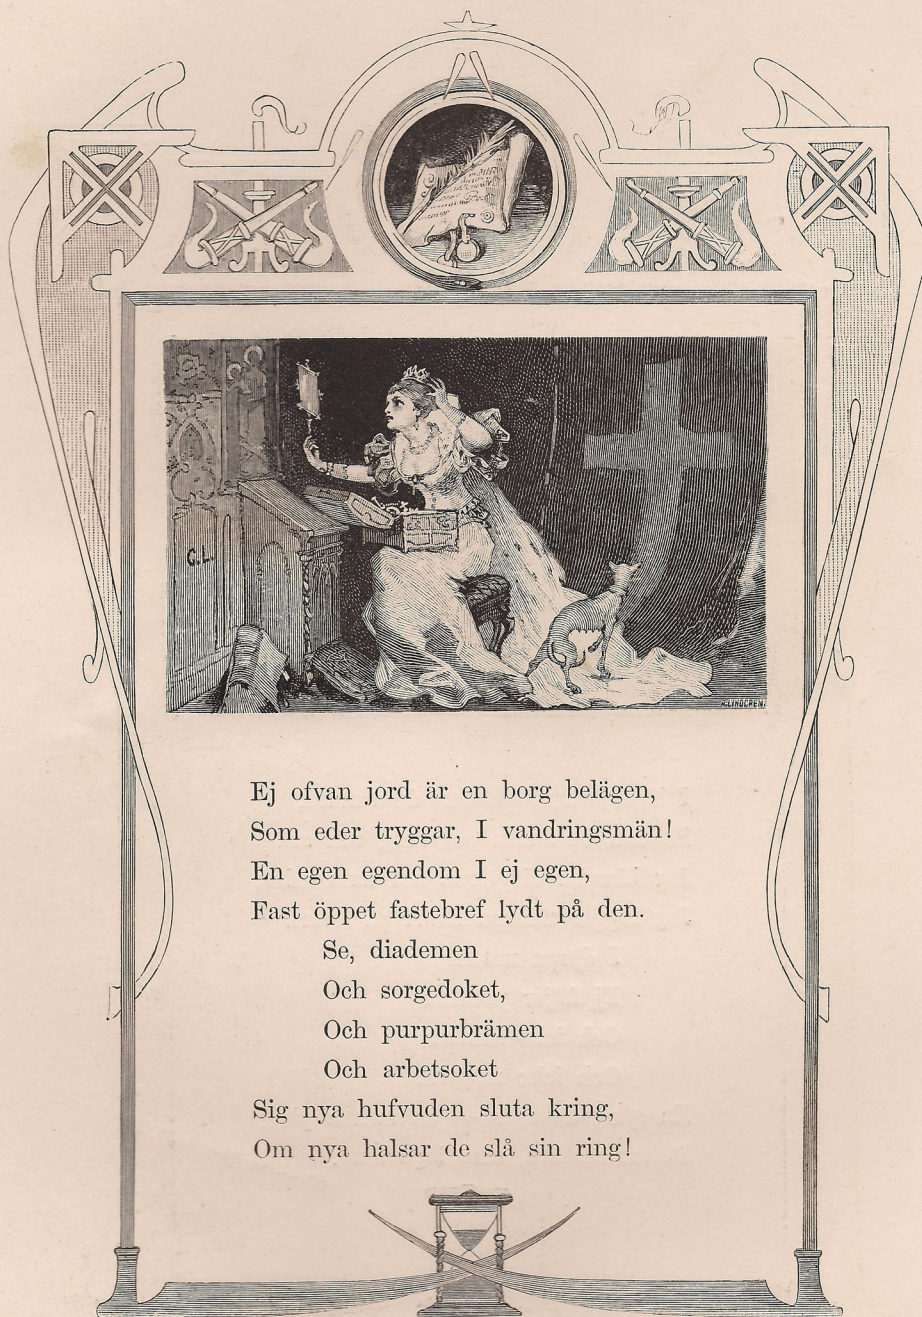 G.L.
K. LINDGREN.
Ej ofvan jord är en borg belägen,
Som eder tryggar, I vandringsmän!
En egen egendom I ej egen,
Fast öppet fastebref lydt på den.
Se, diademen
Och sorgedoket,
Och purpurbrämen
Och arbetsoket
Sig nya hufvuden sluta kring,
Om nya halsar de slå sin ring!